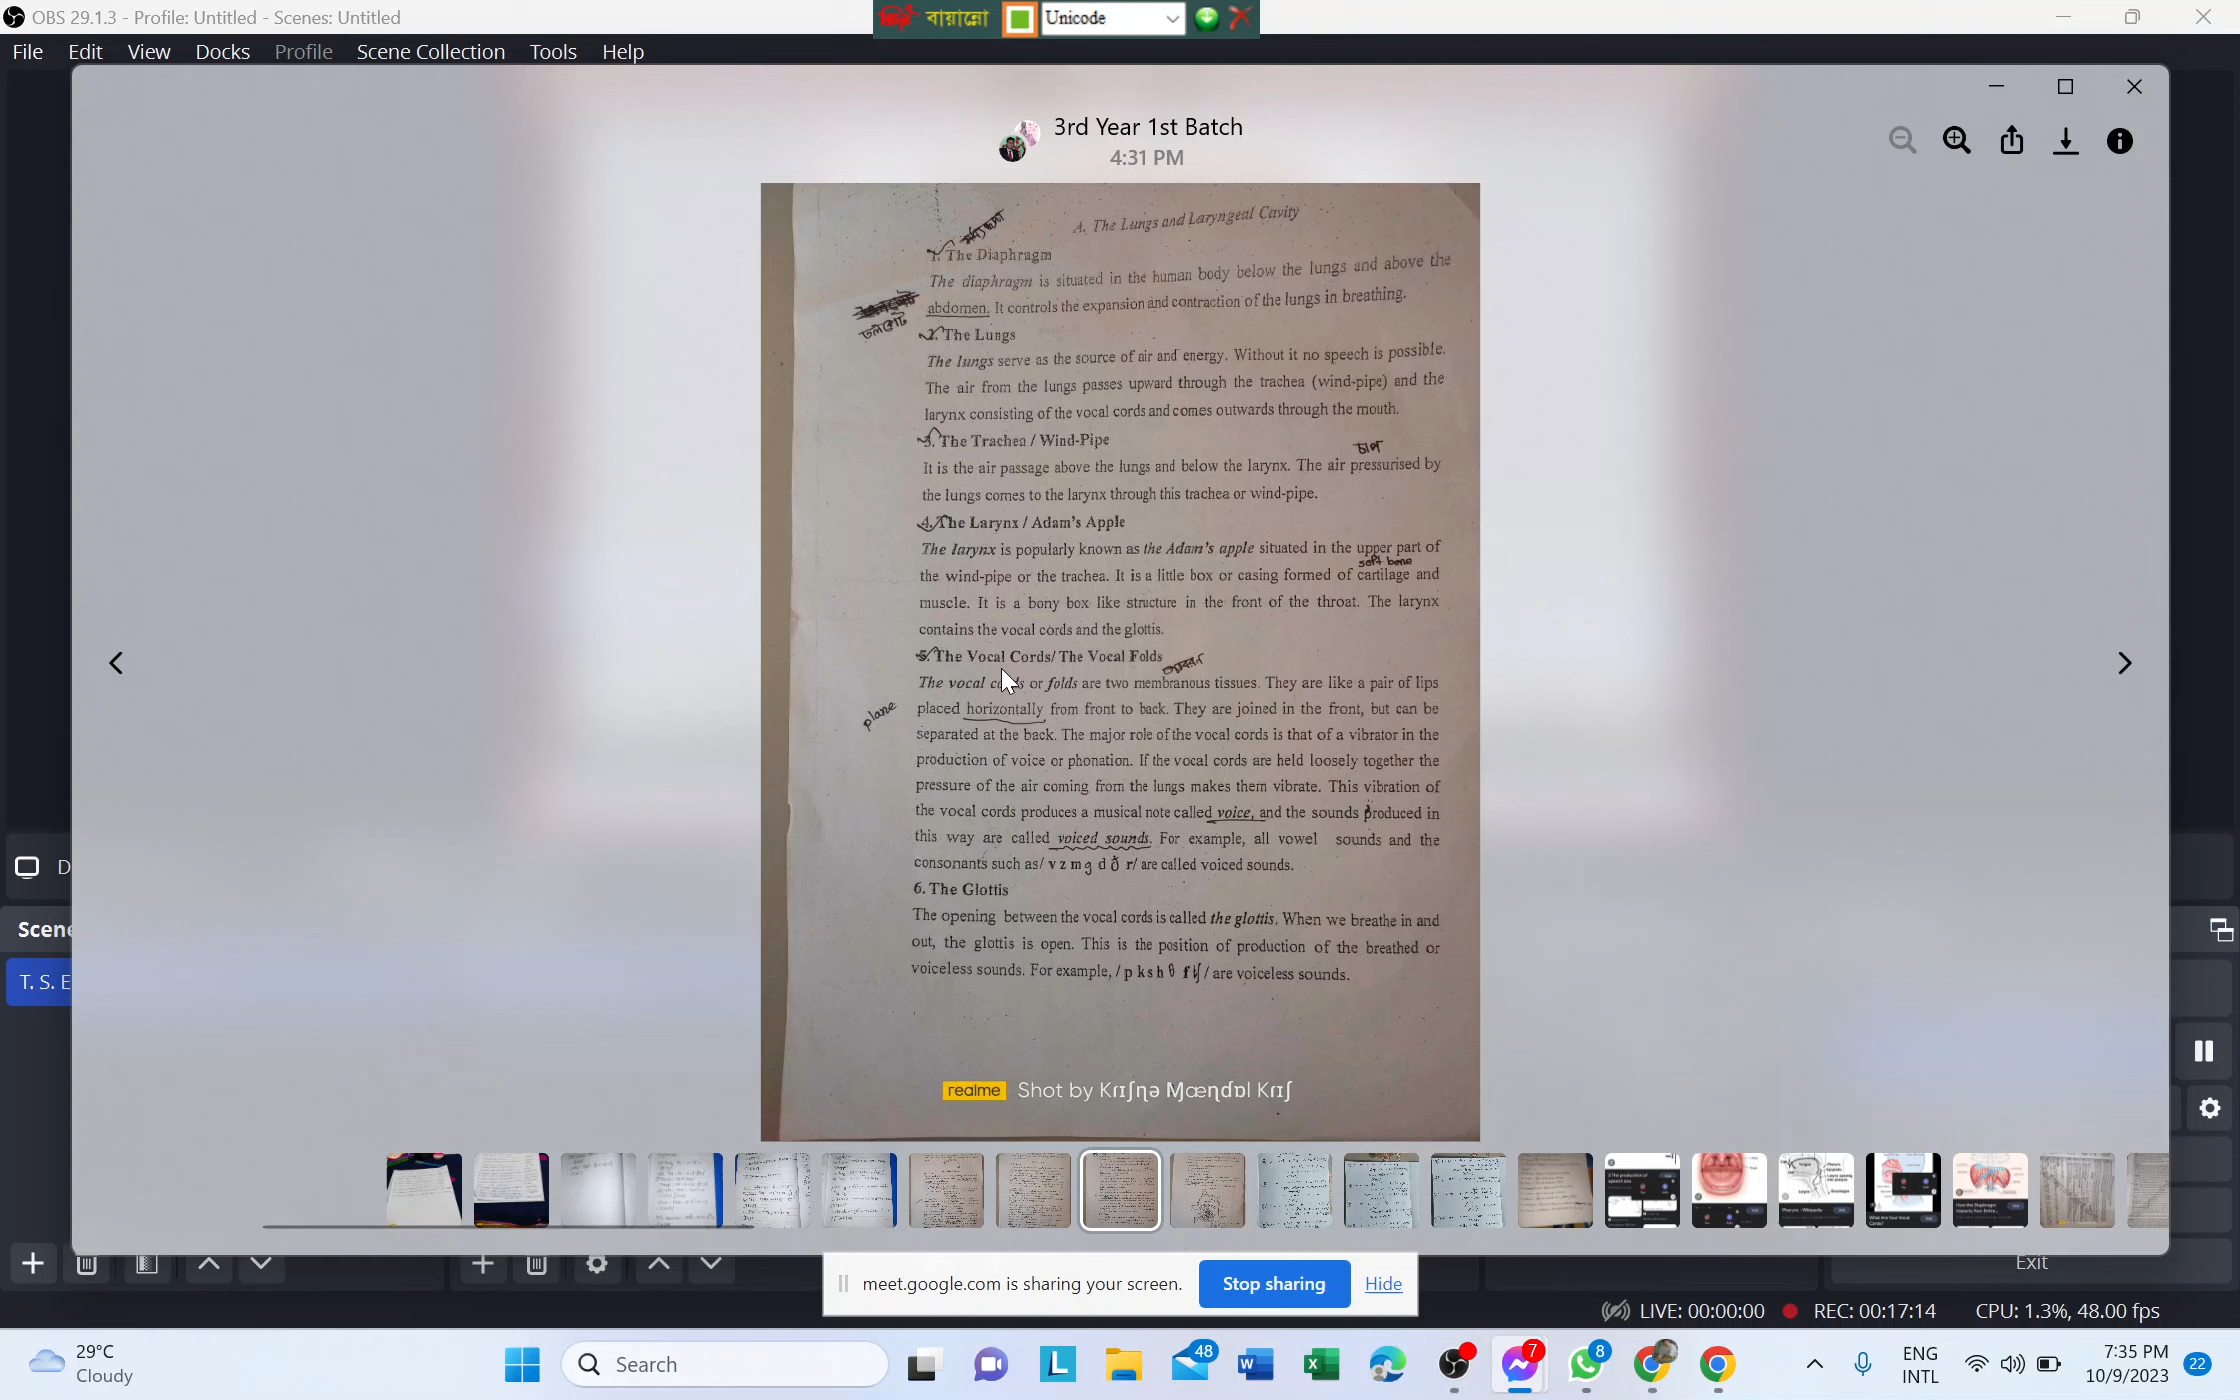 OBS 29.1.3 - Profile: Untitled - Scenes: Untitled
বায়ান্নো Unicode
File Edit View Docks Profile Scene Collection Tools Help
3rd Year 1st Batch
4:31 PM
A. The Lungs and Laryngeal Cavity
1. The Diaphragm
The diaphragm is situated in the human body below the lungs and above the
abdomen. It controls the expansion and contraction of the lungs in breathing.
তলপেট
2. The Lungs
The lungs serve as the source of air and energy. Without it no speech is possible.
The air from the lungs passes upward through the trachea (wind-pipe) and the
larynx consisting of the vocal cords and comes outwards through the mouth.
3. The Trachea / Wind-Pipe
চাপ
It is the air passage above the lungs and below the larynx. The air pressurised by
the lungs comes to the larynx through this trachea or wind-pipe.
4. The Larynx / Adam's Apple
The larynx is popularly known as the Adam's apple situated in the upper part of
soft bone
the wind-pipe or the trachea. It is a little box or casing formed of cartilage and
muscle. It is a bony box like structure in the front of the throat. The larynx
contains the vocal cords and the glottis.
5. The Vocal Cords/ The Vocal Folds
The vocal or folds are two membranous tissues. They are like a pair of lips
plane
placed horizontally from front to back. They are joined in the front, but can be
separated at the back. The major role of the vocal cords is that of a vibrator in the
production of voice or phonation. If the vocal cords are held loosely together the
pressure of the air coming from the lungs makes them vibrate. This vibration of
the vocal cords produces a musical note called voice, and the sounds produced in
this way are called voiced sounds. For example, all vowel sounds and the
consonants such as/ v z m g d ð r/ are called voiced sounds.
6. The Glottis
The opening between the vocal cords is called the glottis. When we breathe in and
out, the glottis is open. This is the position of production of the breathed or
voiceless sounds. For example, / p k s h θ f tʃ / are voiceless sounds.
realme Shot by Krɪʃɳə Ɱæɳɗɒl Krɪʃ
D
Scene
T. S. E
Exit
meet.google.com is sharing your screen. Stop sharing Hide
LIVE: 00:00:00 REC: 00:17:14 CPU: 1.3%, 48.00 fps
29°C
Cloudy
Search
48
7
8
ENG
INTL
7:35 PM
10/9/2023
22